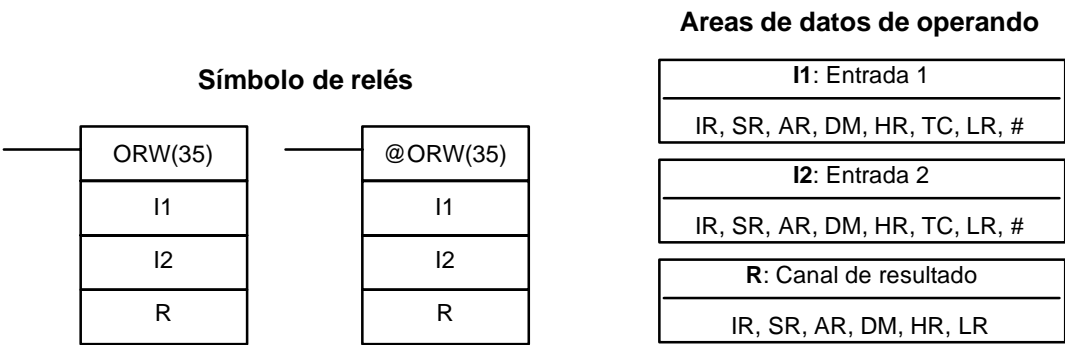 Símbolo de relés
ORW(35)
I1
I2
R
@ORW(35)
I1
I2
R
Areas de datos de operando
I1: Entrada 1
IR, SR, AR, DM, HR, TC, LR, #
I2: Entrada 2
IR, SR, AR, DM, HR, TC, LR, #
R: Canal de resultado
IR, SR, AR, DM, HR, LR